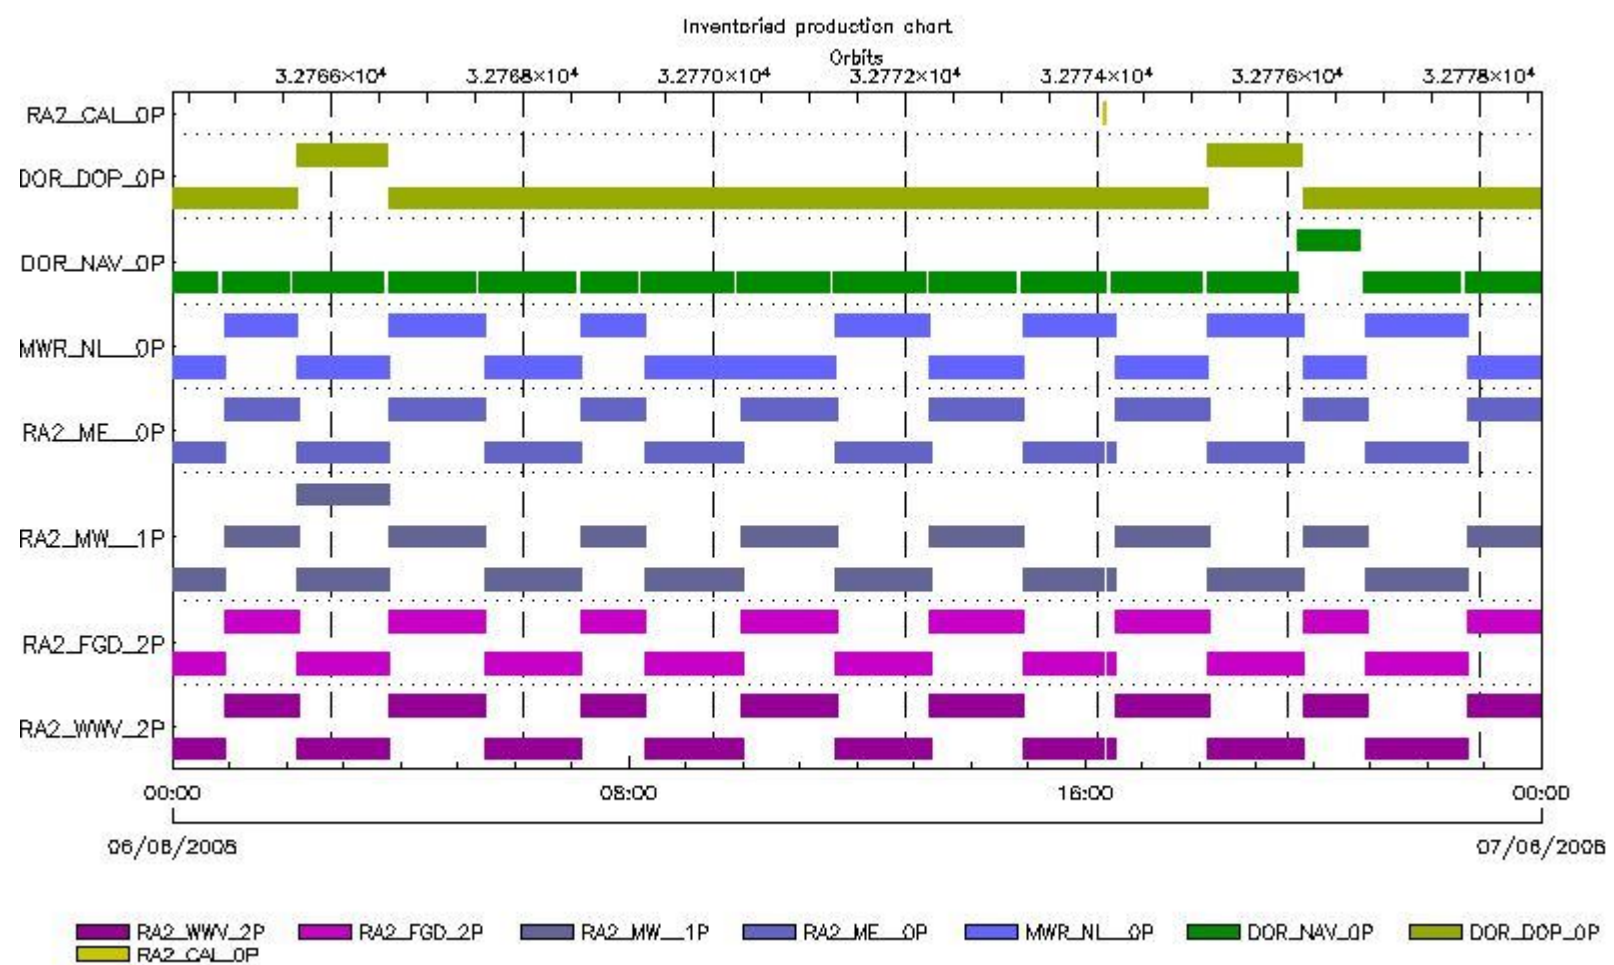 Inventoried production chart
Orbits
3.2766×10⁴ 3.2768×10⁴ 3.2770×10⁴ 3.2772×10⁴ 3.2774×10⁴ 3.2776×10⁴ 3.2778×10⁴
RA2_CAL_0P
DOR_DOP_0P
DOR_NAV_0P
MWR_NL__0P
RA2_ME__0P
RA2_MW__1P
RA2_FGD_2P
RA2_WWV_2P
00:00 08:00 16:00 00:00
06/06/2008 07/06/2008
RA2_WWV_2P RA2_FGD_2P RA2_MW__1P RA2_ME__0P MWR_NL__0P DOR_NAV_0P DOR_DOP_0P
RA2_CAL_0P